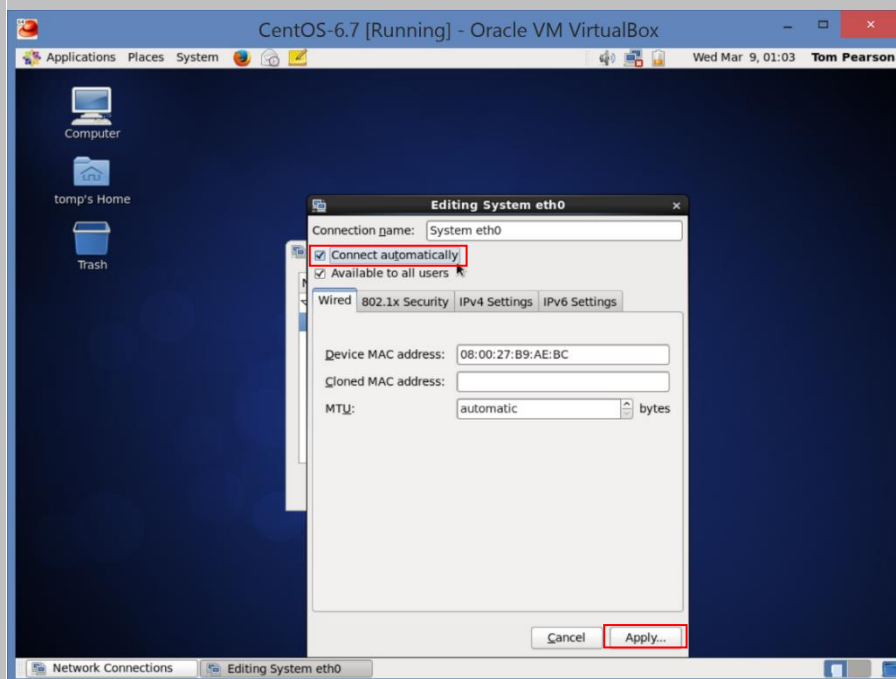 CentOS-6.7 [Running] - Oracle VM VirtualBox
Applications Places System Wed Mar 9, 01:03 Tom Pearson
Computer
tomp's Home
Trash
Editing System eth0
Connection name: System eth0
Connect automatically
Available to all users
Wired 802.1x Security IPv4 Settings IPv6 Settings
Device MAC address: 08:00:27:B9:AE:BC
Cloned MAC address:
MTU: automatic bytes
Cancel Apply...
Network Connections Editing System eth0